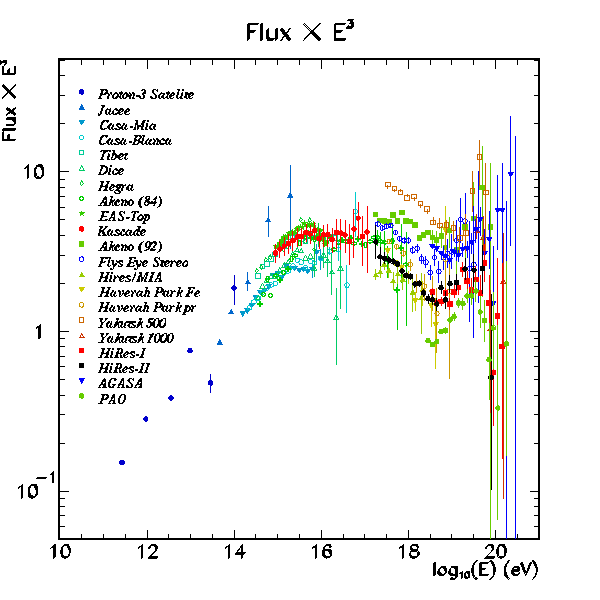 Flux × E³
Flux × E³
10
1
10⁻¹
Proton-3 Satelite
Jacee
Casa-Mia
Casa-Blanca
Tibet
Dice
Hegra
Akeno (84)
EAS-Top
Kascade
Akeno (92)
Flys Eye Stereo
Hires/MIA
Haverah Park Fe
Haverah Park pr
Yakutsk 500
Yakutsk 1000
HiRes-I
HiRes-II
AGASA
PAO
10 12 14 16 18 20
log₁₀(E) (eV)